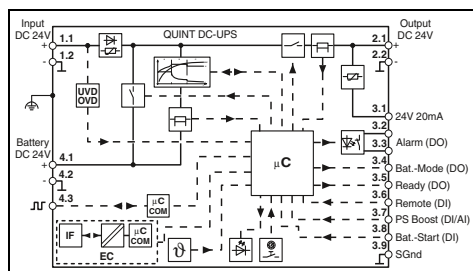 Input
DC 24V
QUINT DC-UPS
Output
DC 24V
1.1
+
1.2
-
2.1
+
2.2
-
UVD
OVD
3.1
24V 20mA
3.2
Alarm (DO)
3.3
Battery
DC 24V
4.1
+
µC
3.4
Bat.-Mode (DO)
4.2
-
3.5
Ready (DO)
4.3
µC
COM
3.6
Remote (DI)
3.7
PS Boost (DI/AI)
IF
µC
COM
EC
ϑ
3.8
Bat.-Start (DI)
3.9
SGnd